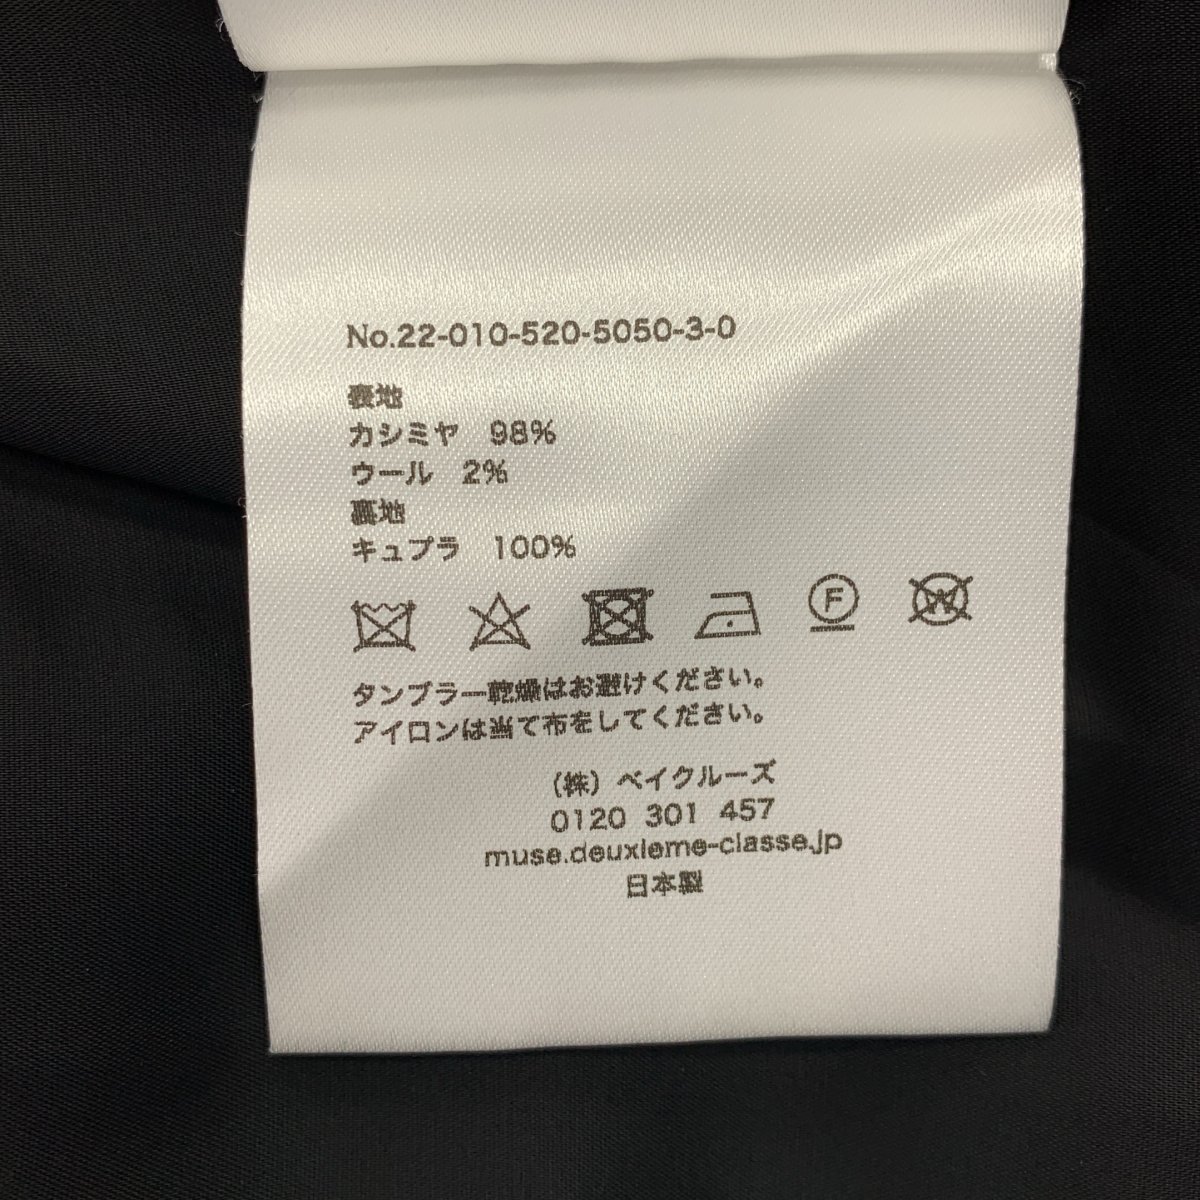 No.22-010-520-5050-3-0
表地
カシミヤ 98%
ウール 2%
裏地
キュプラ 100%
F W
タンブラー乾燥はお避けください。
アイロンは当て布をしてください。
(株) ベイクルーズ
0120 301 457
muse.deuxieme-classe.jp
日本製